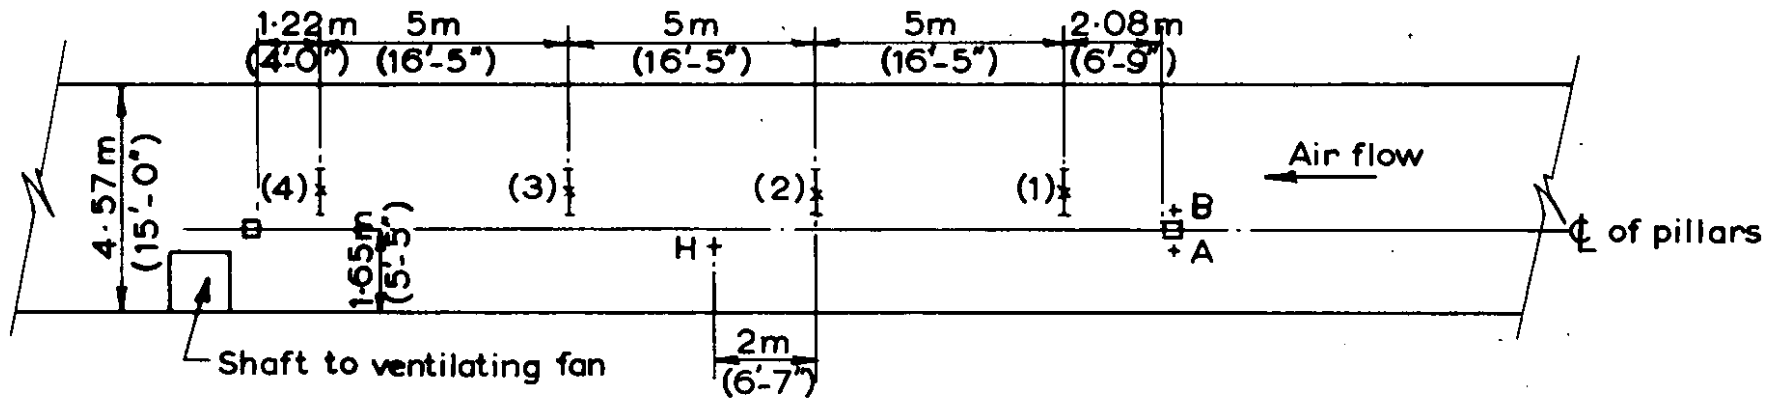 1·22m 5m 5m 5m 2·08m
(4'-0") (16'-5") (16'-5") (16'-5") (6'-9")
4·57m
(15'-0")
Air flow
(4) (3) (2) (1)
B
1·65m
(5'-5")
H
A
℄ of pillars
2m
(6'-7")
Shaft to ventilating fan